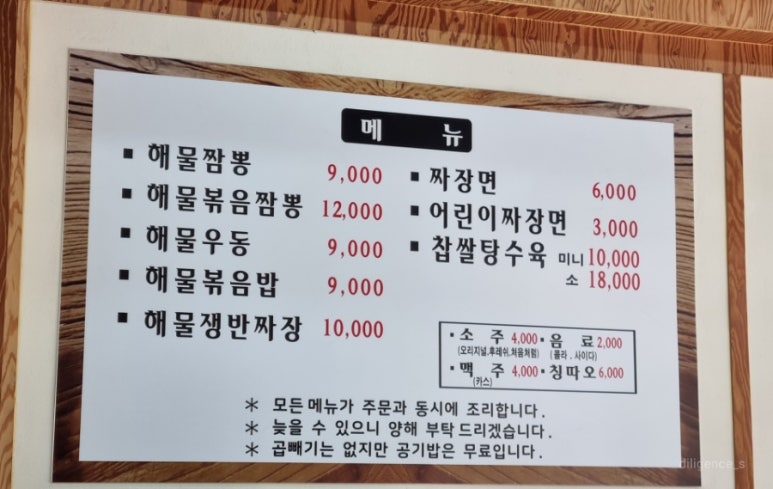 메 뉴
▪ 해물짬뽕 9,000
▪ 해물볶음짬뽕 12,000
▪ 해물우동 9,000
▪ 해물볶음밥 9,000
▪ 해물쟁반짜장 10,000
▪ 짜장면 6,000
▪ 어린이짜장면 3,000
▪ 찹쌀탕수육 미니 10,000
소 18,000
▪ 소 주 4,000 ▪ 음 료 2,000
(오리지널.후레쉬.처음처럼) (콜라 . 사이다)
▪ 맥 주 4,000 ▪ 칭따오 6,000
(카스)
* 모든메뉴가 주문과 동시에 조리합니다.
* 늦을 수 있으니 양해 부탁드리겠습니다.
* 곱빼기는 없지만 공기밥은 무료입니다.
diligence_s